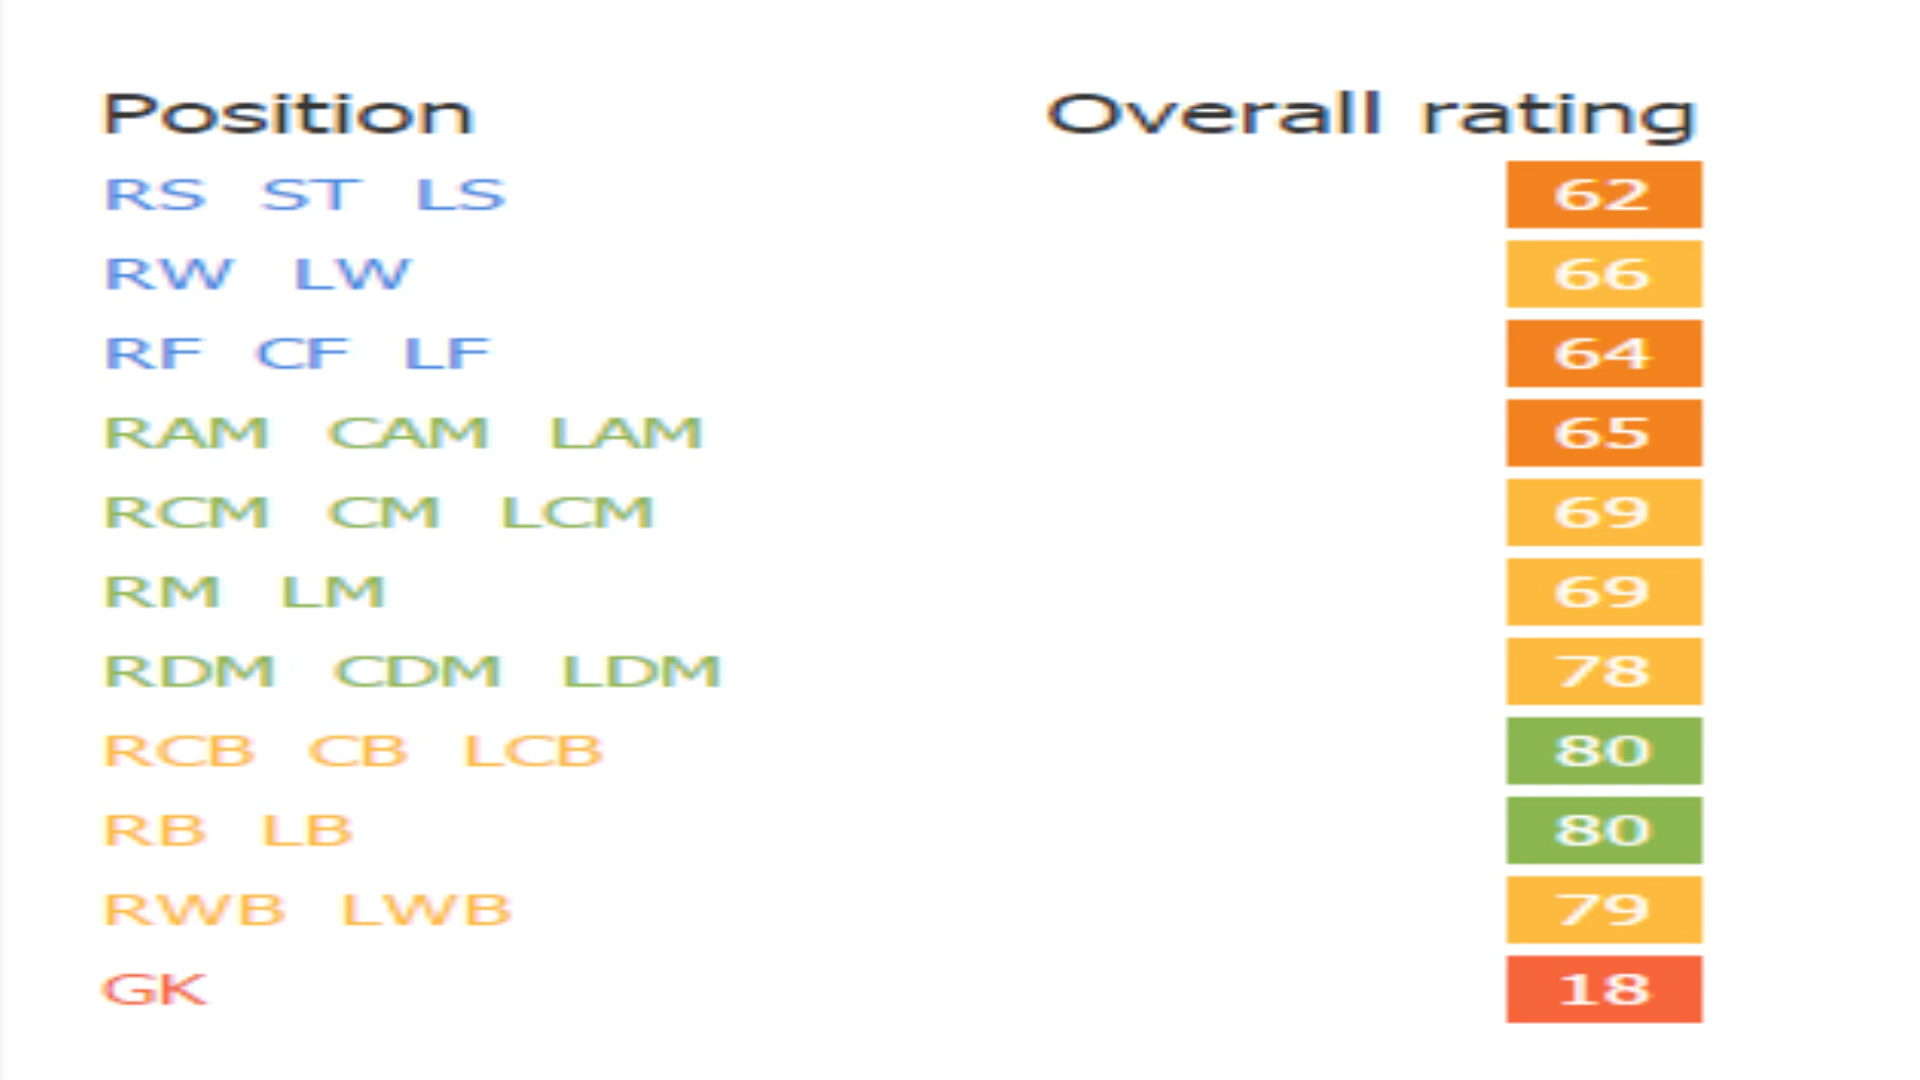 Position Overall rating
RS ST LS 62
RW LW 66
RF CF LF 64
RAM CAM LAM 65
RCM CM LCM 69
RM LM 69
RDM CDM LDM 78
RCB CB LCB 80
RB LB 80
RWB LWB 79
GK 18